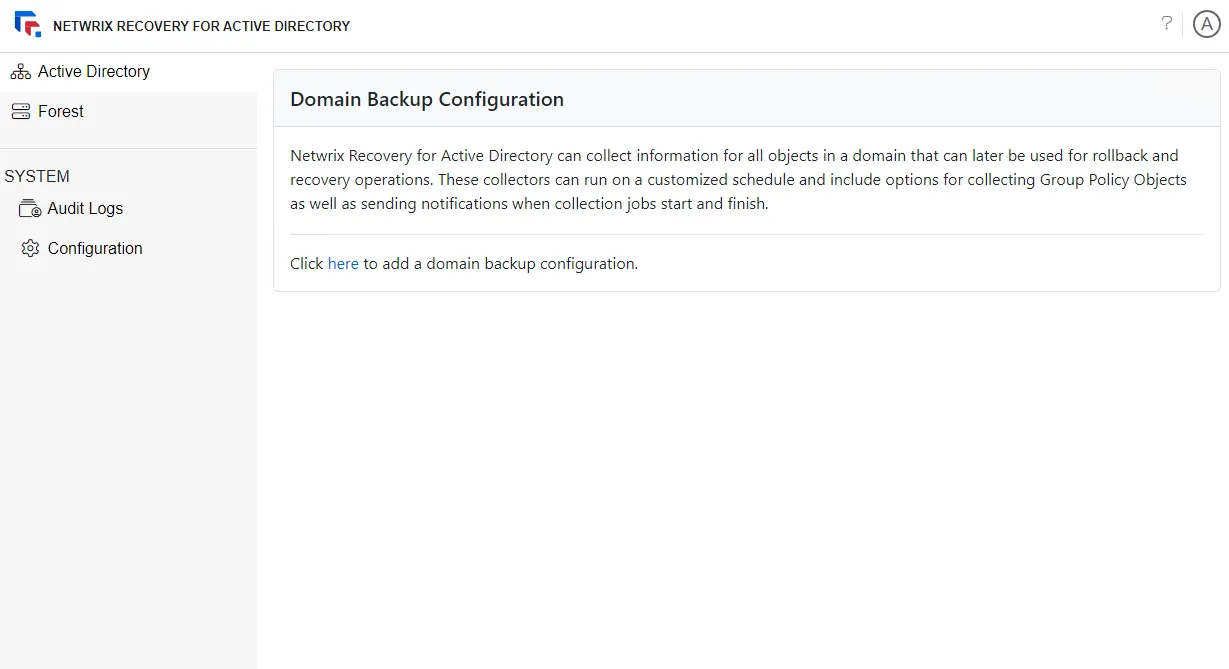 NETWRIX RECOVERY FOR ACTIVE DIRECTORY
?
A
Active Directory
Forest
SYSTEM
Audit Logs
Configuration
Domain Backup Configuration
Netwrix Recovery for Active Directory can collect information for all objects in a domain that can later be used for rollback and
recovery operations. These collectors can run on a customized schedule and include options for collecting Group Policy Objects
as well as sending notifications when collection jobs start and finish.
Click here to add a domain backup configuration.